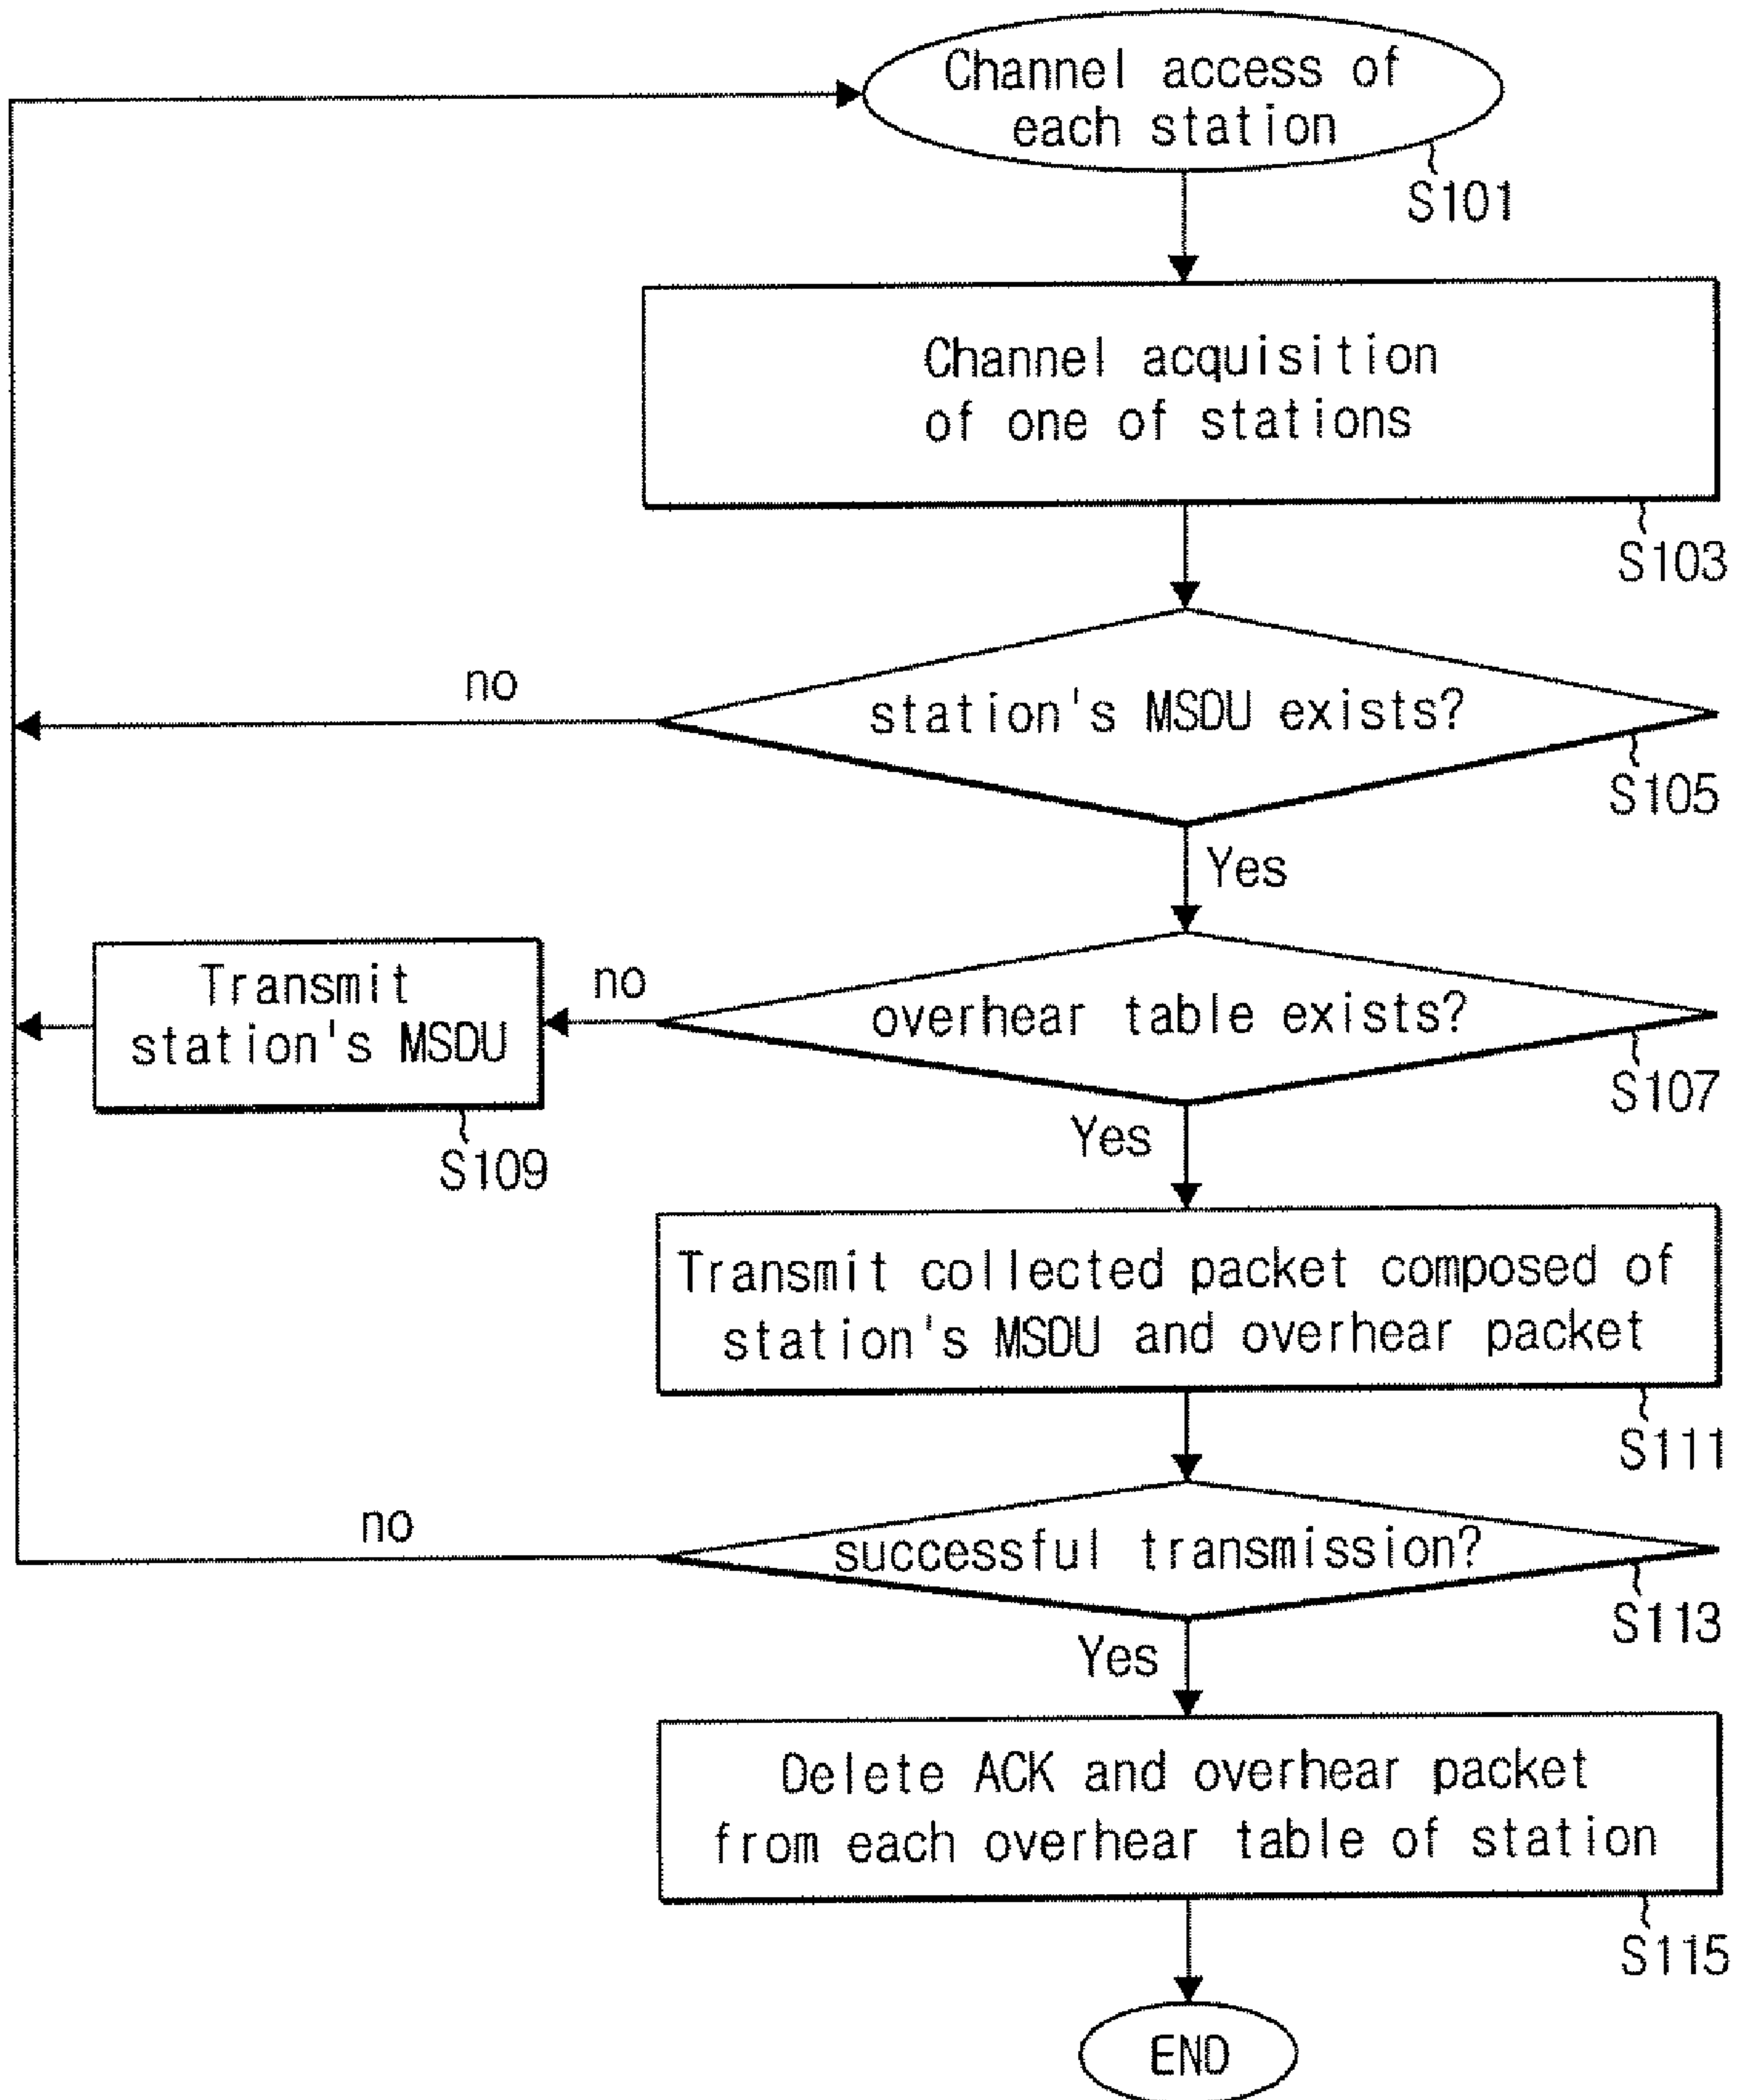 Channel access of
each station
S101
Channel acquisition
of one of stations
S103
no
station's MSDU exists?
S105
Yes
Transmit
station's MSDU
S109
no
overhear table exists?
S107
Yes
Transmit collected packet composed of
station's MSDU and overhear packet
S111
no
successful transmission?
S113
Yes
Delete ACK and overhear packet
from each overhear table of station
S115
END